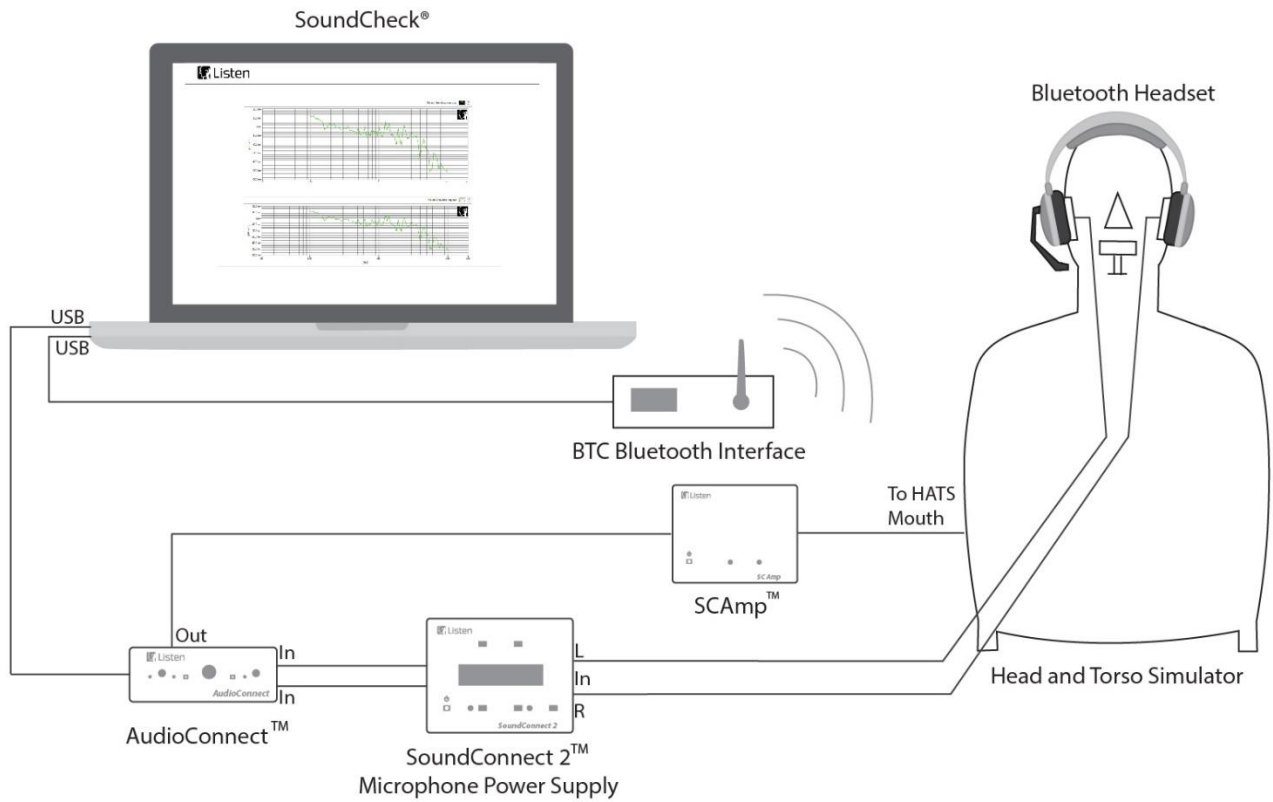 SoundCheck®
Listen
Bluetooth Headset
USB
USB
BTC Bluetooth Interface
To HATS
Mouth
Listen
SCAmp
SCAmp™
Out
Listen
In
In
AudioConnect
AudioConnect™
Listen
L
In
R
SoundConnect 2
SoundConnect 2™
Microphone Power Supply
Head and Torso Simulator